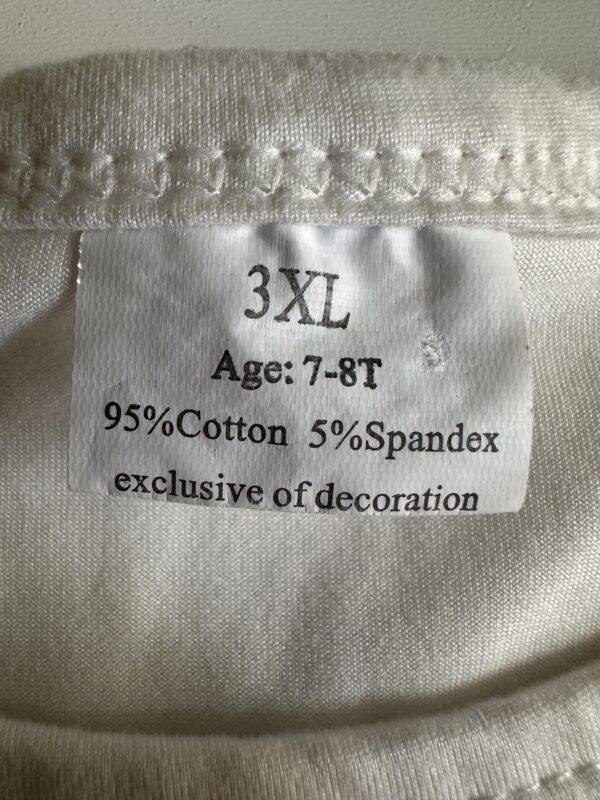 3XL
Age: 7-8T
95%Cotton 5%Spandex
exclusive of decoration